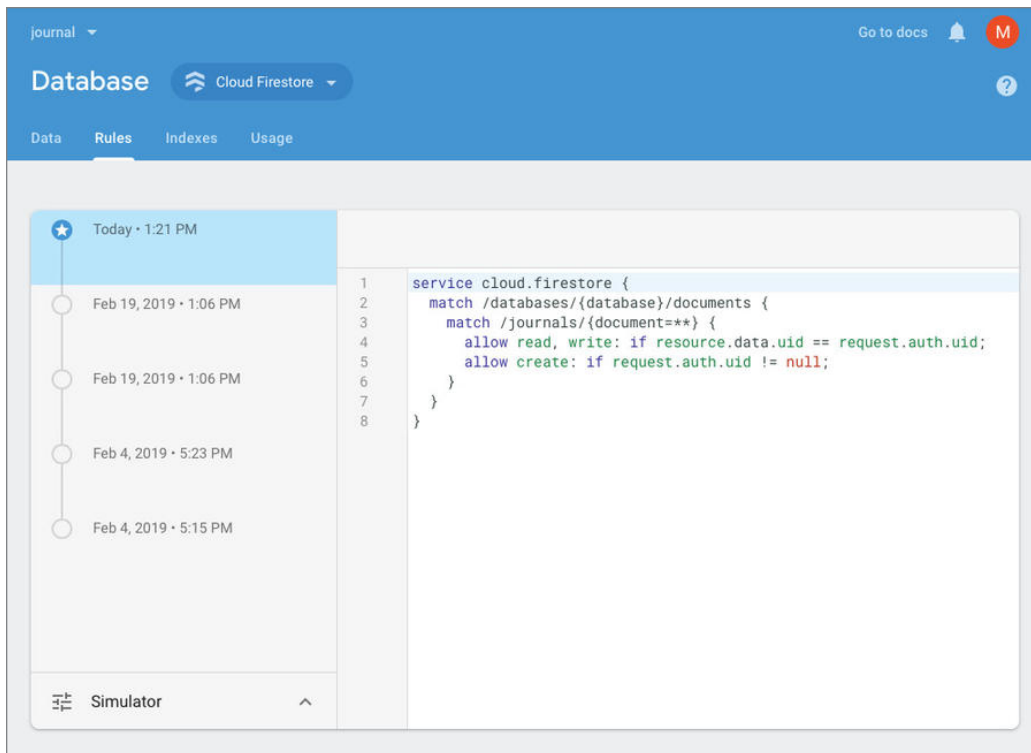 journal
Go to docs
M
Database
Cloud Firestore
?
Data Rules Indexes Usage
Today • 1:21 PM
Feb 19, 2019 • 1:06 PM
Feb 19, 2019 • 1:06 PM
Feb 4, 2019 • 5:23 PM
Feb 4, 2019 • 5:15 PM
Simulator
1 service cloud.firestore {
2 match /databases/{database}/documents {
3 match /journals/{document=**} {
4 allow read, write: if resource.data.uid == request.auth.uid;
5 allow create: if request.auth.uid != null;
6 }
7 }
8 }